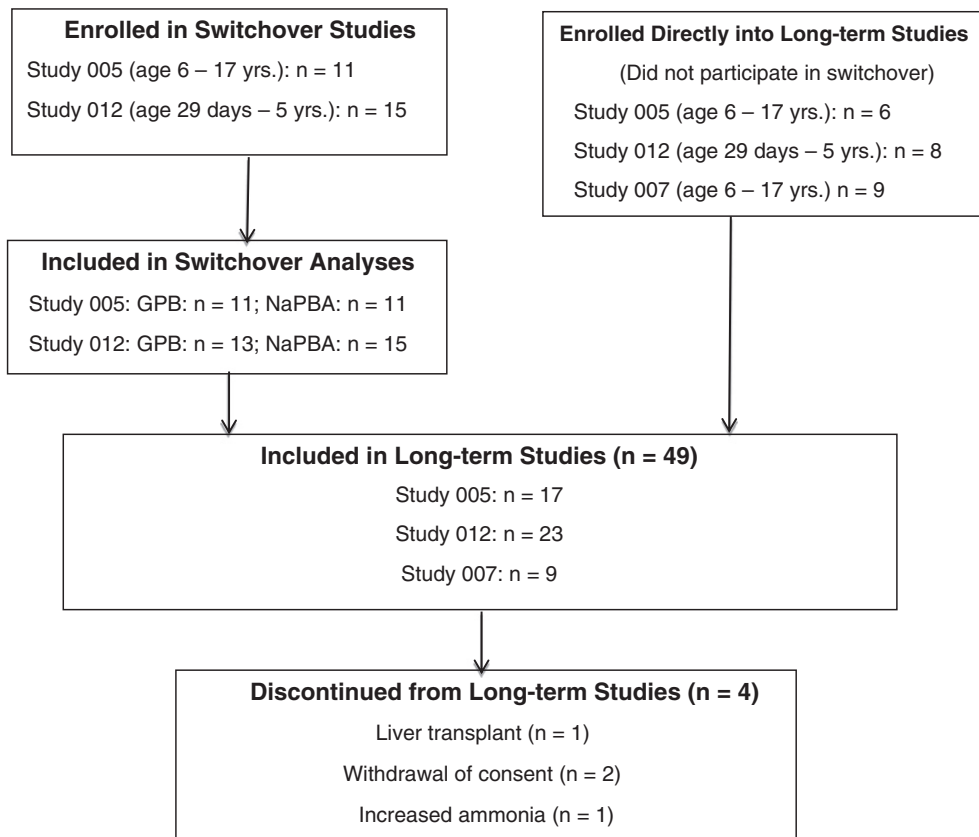 Enrolled in Switchover Studies
Study 005 (age 6 – 17 yrs.): n = 11
Study 012 (age 29 days – 5 yrs.): n = 15
Enrolled Directly into Long-term Studies
(Did not participate in switchover)
Study 005 (age 6 – 17 yrs.): n = 6
Study 012 (age 29 days – 5 yrs.): n = 8
Study 007 (age 6 – 17 yrs.) n = 9
Included in Switchover Analyses
Study 005: GPB: n = 11; NaPBA: n = 11
Study 012: GPB: n = 13; NaPBA: n = 15
Included in Long-term Studies (n = 49)
Study 005: n = 17
Study 012: n = 23
Study 007: n = 9
Discontinued from Long-term Studies (n = 4)
Liver transplant (n = 1)
Withdrawal of consent (n = 2)
Increased ammonia (n = 1)